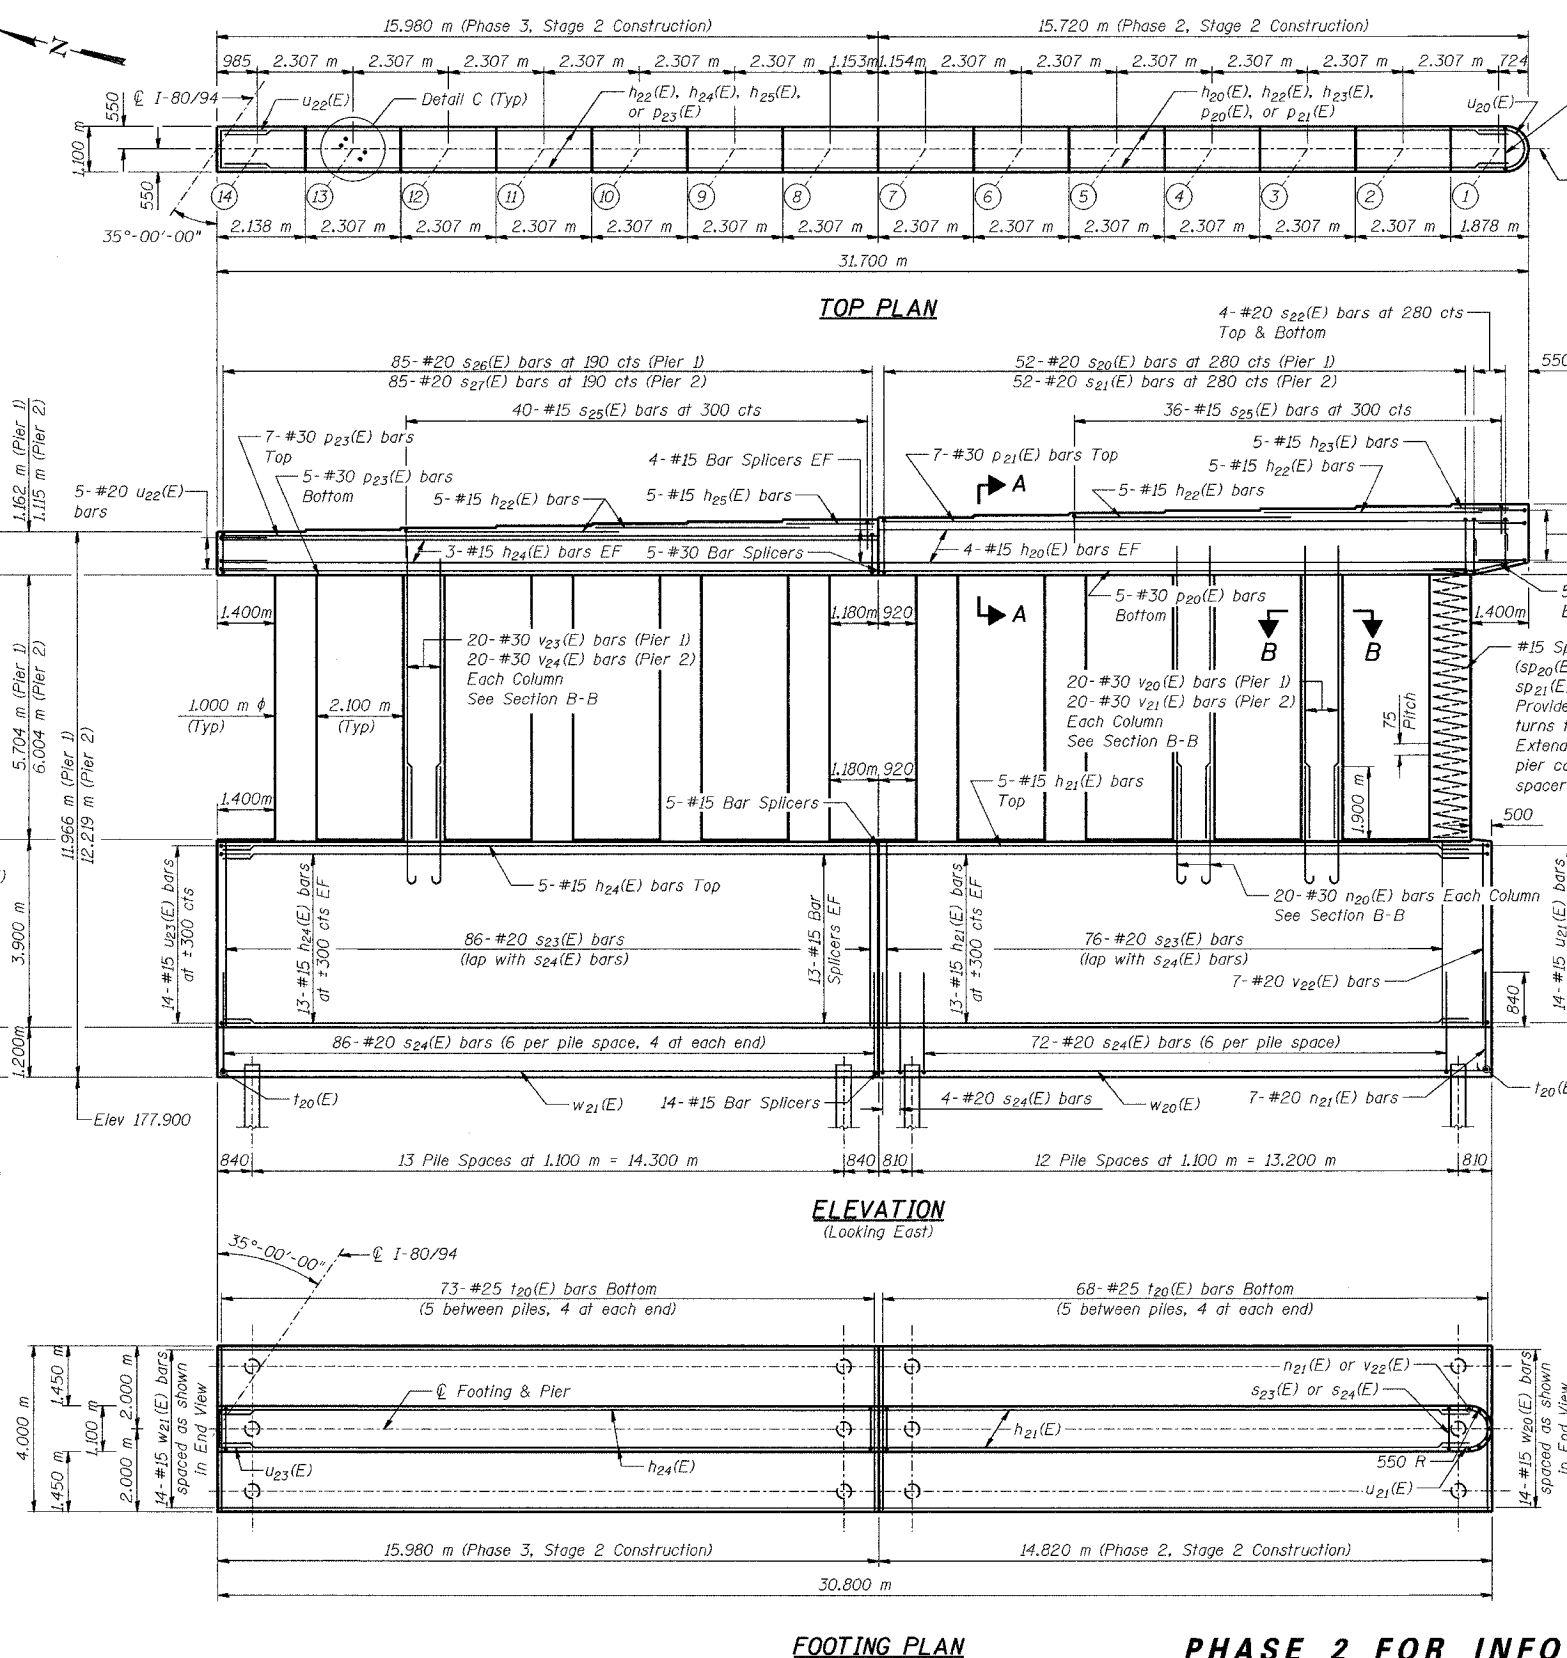 15.980 m (Phase 3, Stage 2 Construction)
15.720 m (Phase 2, Stage 2 Construction)
N
985
2.307 m
2.307 m
2.307 m
2.307 m
2.307 m
2.307 m
1.153m
1.154m
2.307 m
2.307 m
2.307 m
2.307 m
2.307 m
724
℄ I-80/94
u22(E)
Detail C (Typ)
h22(E), h24(E), h25(E),
or p23(E)
h20(E), h22(E), h23(E),
p20(E), or p21(E)
u20(E)
550
1.100 m
550
14
13
12
11
10
9
8
7
6
5
4
3
2
1
35°-00'-00"
2.138 m
2.307 m
2.307 m
2.307 m
2.307 m
2.307 m
2.307 m
2.307 m
2.307 m
2.307 m
2.307 m
2.307 m
2.307 m
1.878 m
31.700 m
TOP PLAN
4-#20 s22(E) bars at 280 cts
Top & Bottom
85-#20 s26(E) bars at 190 cts (Pier 1)
85-#20 s27(E) bars at 190 cts (Pier 2)
52-#20 s20(E) bars at 280 cts (Pier 1)
52-#20 s21(E) bars at 280 cts (Pier 2)
550
40-#15 s25(E) bars at 300 cts
36-#15 s25(E) bars at 300 cts
1.162 m (Pier 1)
1.115 m (Pier 2)
7-#30 p23(E) bars
Top
5-#30 p23(E) bars
Bottom
4-#15 Bar Splicers EF
7-#30 p21(E) bars Top
A
5-#15 h23(E) bars
5-#15 h22(E) bars
5-#20 u22(E)
bars
5-#15 h22(E) bars
5-#15 h25(E) bars
5-#15 h22(E) bars
3-#15 h24(E) bars EF
5-#30 Bar Splicers
4-#15 h20(E) bars EF
5-#30 p20(E) bars
Bottom
A
1.400m
1.180m
920
1.400m
B
B
20-#30 v23(E) bars (Pier 1)
20-#30 v24(E) bars (Pier 2)
Each Column
See Section B-B
20-#30 v20(E) bars (Pier 1)
20-#30 v21(E) bars (Pier 2)
Each Column
See Section B-B
75
Pitch
sp20(E
sp21(E
Provide
Extend
spacer
1.000 m ϕ
(Typ)
2.100 m
(Typ)
5.704 m (Pier 1)
6.004 m (Pier 2)
11.966 m (Pier 1)
12.219 m (Pier 2)
1.400m
1.180m
920
5-#15 Bar Splicers
5-#15 h21(E) bars
Top
1.900 m
500
5-#15 h24(E) bars Top
20-#30 n20(E) bars Each Column
See Section B-B
3.900 m
14-#15 u23(E) bars
at ±300 cts
13-#15 h24(E) bars
at ±300 cts EF
86-#20 s23(E) bars
(lap with s24(E) bars)
13-#15 Bar
Splicers EF
13-#15 h21(E) bars
at ±300 cts EF
76-#20 s23(E) bars
(lap with s24(E) bars)
7-#20 v22(E) bars
840
14-#15 u21(E) bars
1.200m
86-#20 s24(E) bars (6 per pile space, 4 at each end)
72-#20 s24(E) bars (6 per pile space)
t20(E)
w21(E)
14-#15 Bar Splicers
4-#20 s24(E) bars
w20(E)
7-#20 n21(E) bars
Elev 177.900
840
13 Pile Spaces at 1.100 m = 14.300 m
840
810
12 Pile Spaces at 1.100 m = 13.200 m
810
ELEVATION
(Looking East)
35°-00'-00"
℄ I-80/94
73-#25 t20(E) bars Bottom
(5 between piles, 4 at each end)
68-#25 t20(E) bars Bottom
(5 between piles, 4 at each end)
4.000 m
1.450 m
1.100 m
1.450 m
2.000 m
2.000 m
14-#15 w21(E) bars
spaced as shown
in End View
℄ Footing & Pier
n21(E) or v22(E)
s23(E) or s24(E)
h21(E)
u23(E)
h24(E)
550 R
u21(E)
14-#15 w20(E) bars
spaced as shown
in End View
15.980 m (Phase 3, Stage 2 Construction)
14.820 m (Phase 2, Stage 2 Construction)
30.800 m
FOOTING PLAN
PHASE 2 FOR INFO